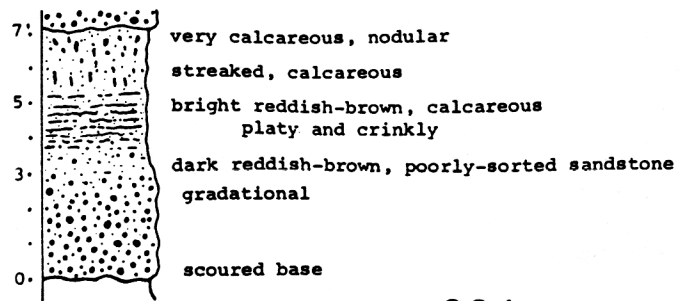 7'
very calcareous, nodular
streaked, calcareous
5
bright reddish-brown, calcareous
platy and crinkly
dark reddish-brown, poorly-sorted sandstone
3
gradational
scoured base
0